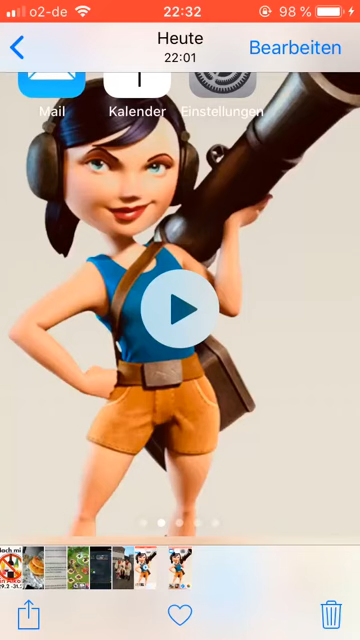 o2-de 22:32 98 %
Heute
22:01
Bearbeiten
Mail Kalender Einstellungen